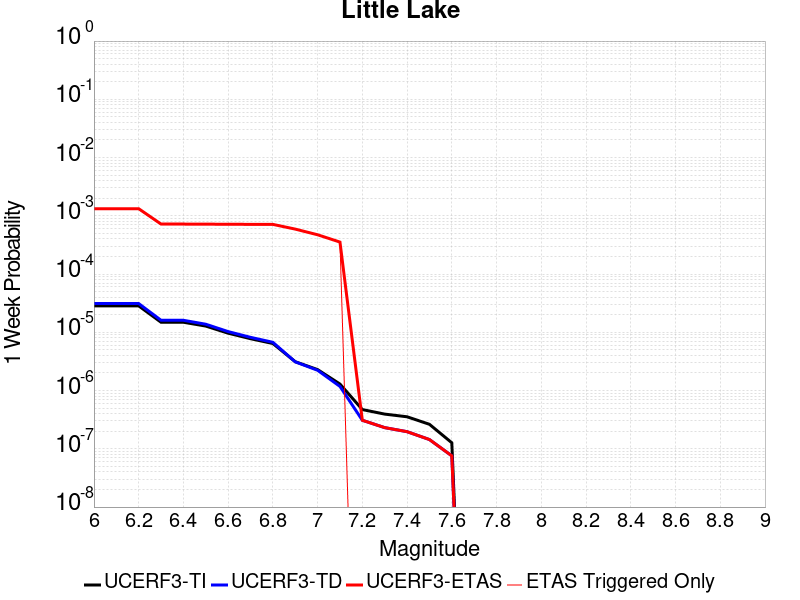 Little Lake
10^0
10^-1
10^-2
10^-3
10^-4
10^-5
10^-6
10^-7
10^-8
1 Week Probability
6 6.2 6.4 6.6 6.8 7 7.2 7.4 7.6 7.8 8 8.2 8.4 8.6 8.8 9
Magnitude
UCERF3-TI UCERF3-TD UCERF3-ETAS ETAS Triggered Only